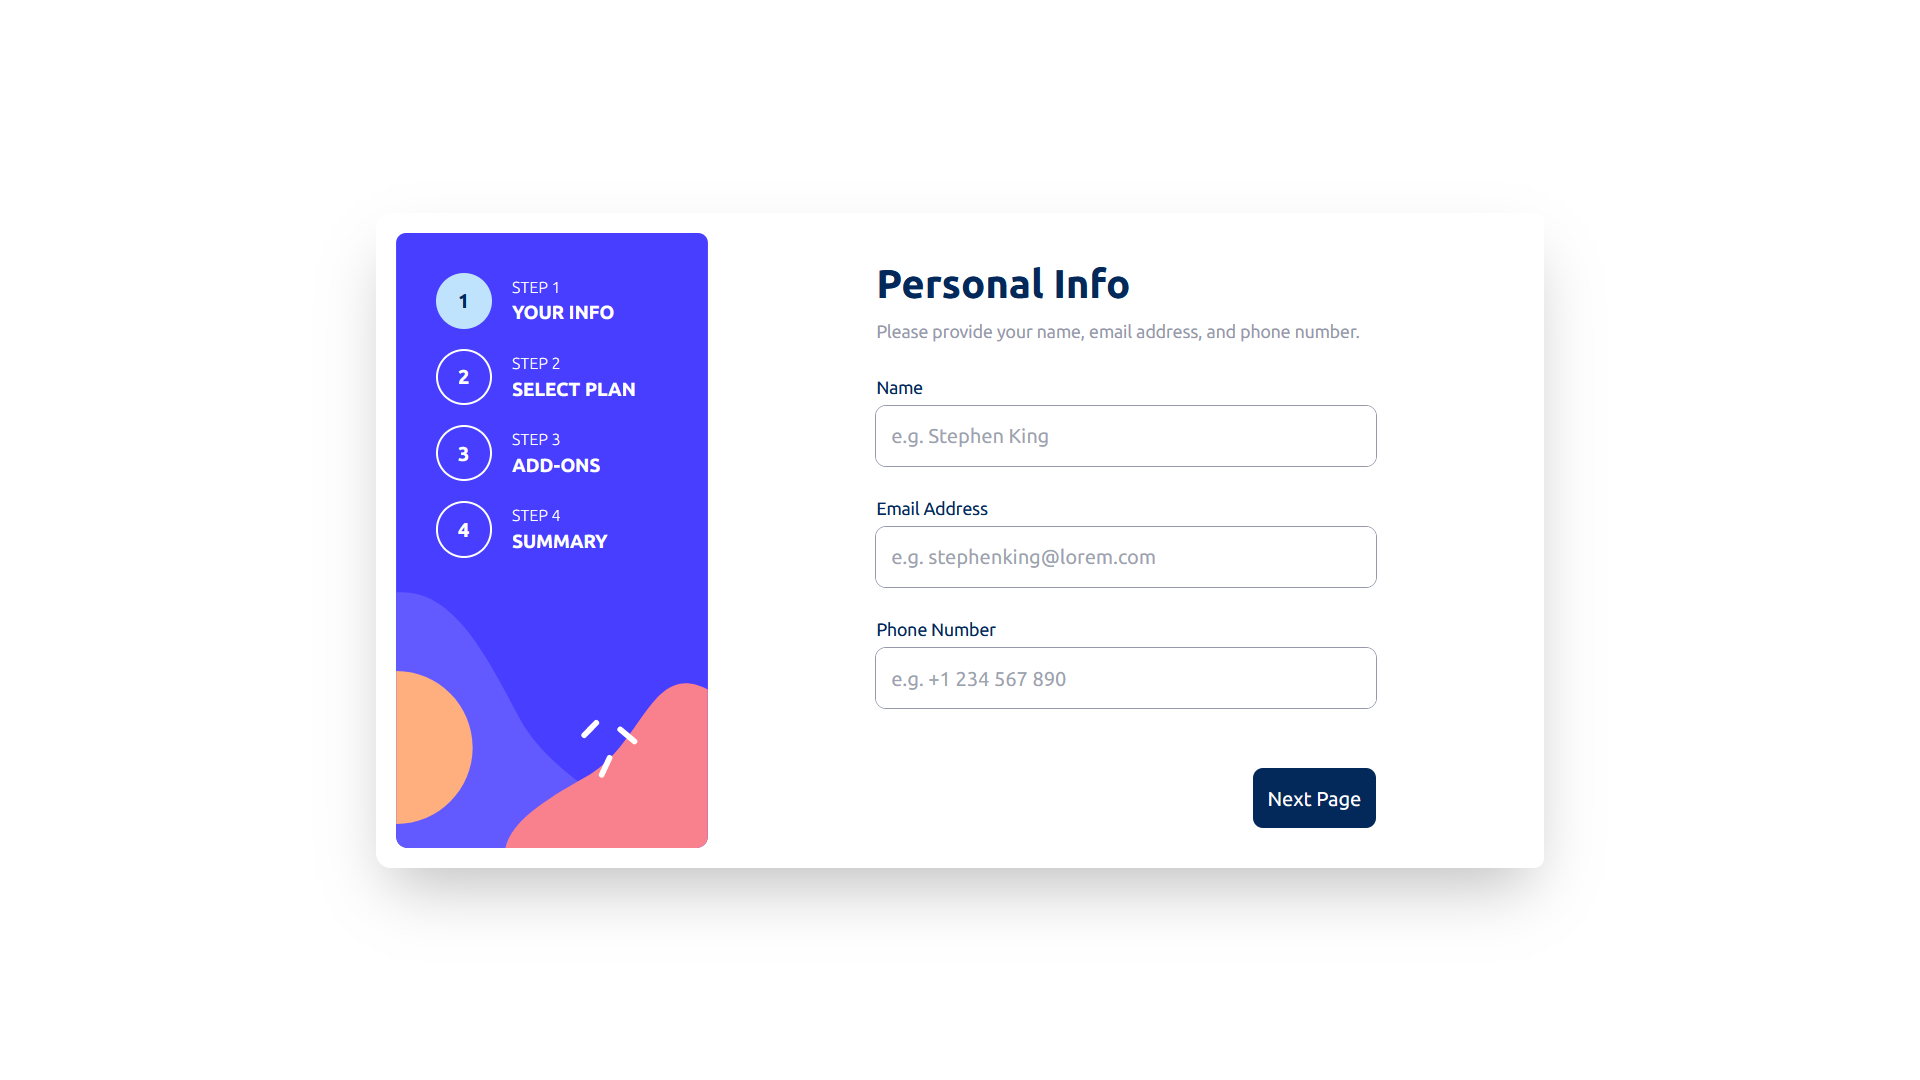 1
STEP 1
YOUR INFO
2
STEP 2
SELECT PLAN
3
STEP 3
ADD-ONS
4
STEP 4
SUMMARY
Personal Info
Please provide your name, email address, and phone number.
Name
e.g. Stephen King
Email Address
e.g. stephenking@lorem.com
Phone Number
e.g. +1 234 567 890
Next Page